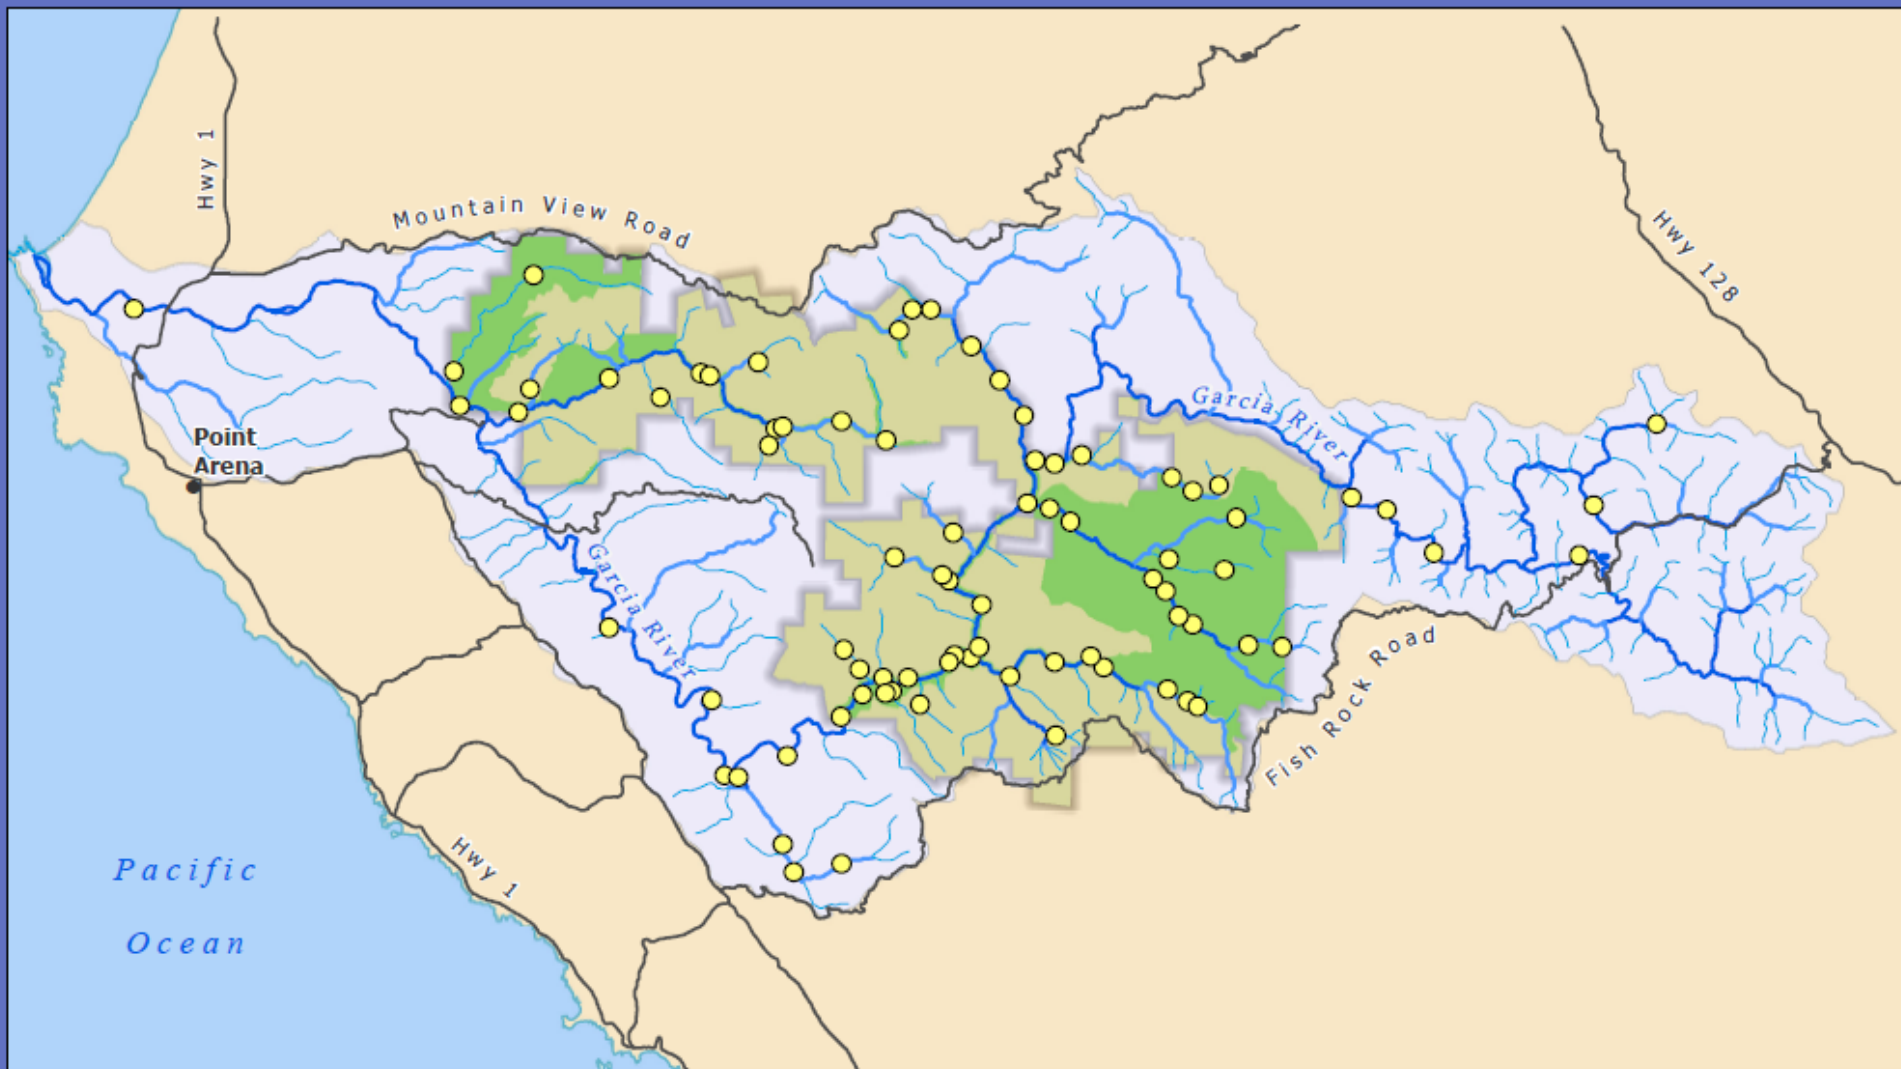 Hwy 1
Mountain View Road
Hwy 128
Garcia River
Point
Arena
Garcia River
Fish Rock Road
Hwy 1
Pacific
Ocean